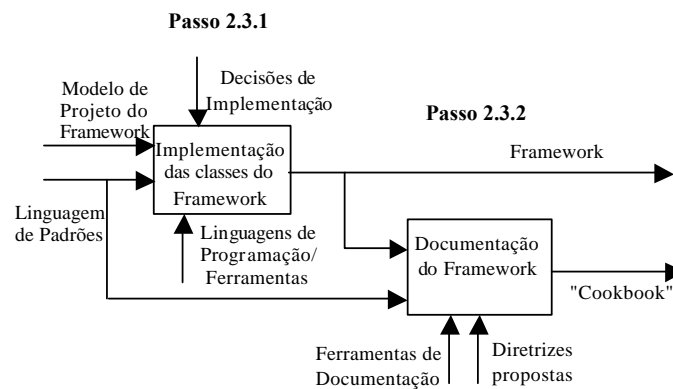 Passo 2.3.1
Modelo de
Projeto do
Framework
Decisões de
Implementação
Implementação
das classes do
Framework
Passo 2.3.2
Framework
Linguagem
de Padrões
Linguagens de
Programação/
Ferramentas
Documentação
do Framework
"Cookbook"
Ferramentas de
Documentação
Diretrizes
propostas